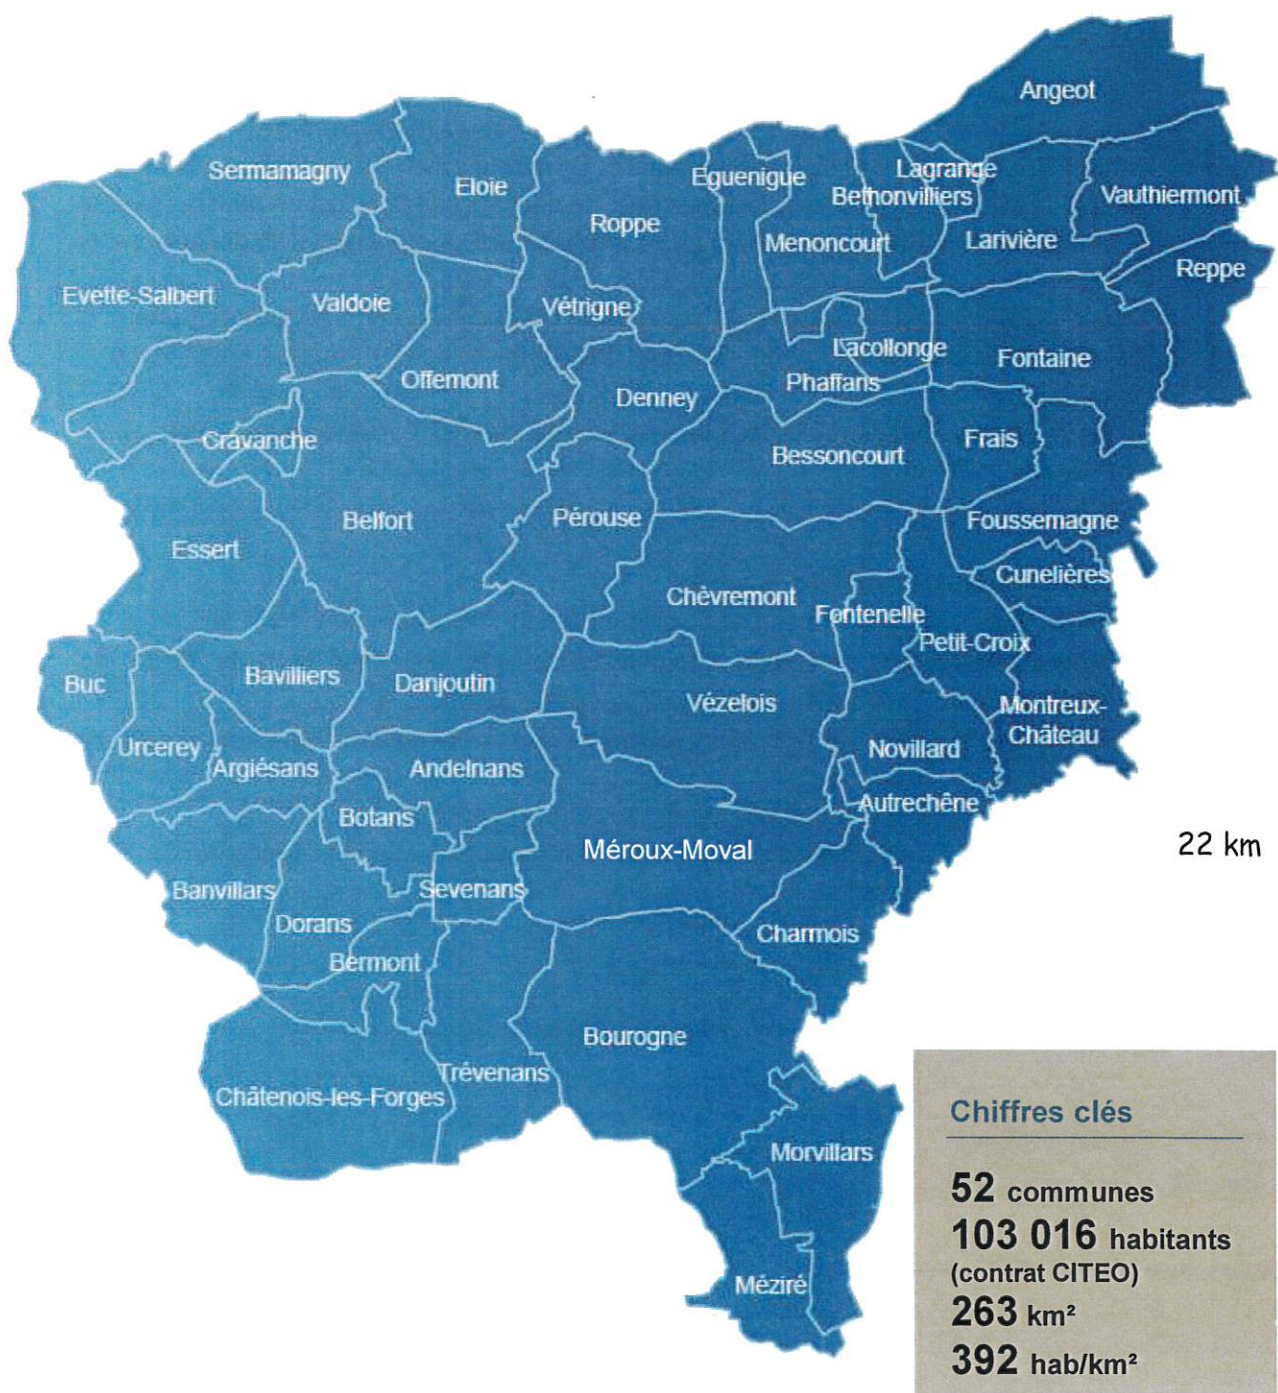 Angeot
Sermamagny
Eloie
Eguenigue
Lagrange
Bethonvilliers
Vauthiermont
Roppe
Menoncourt
Larivière
Reppe
Evette-Salbert
Valdoie
Vétrigne
Lacollonge
Fontaine
Offemont
Phaffans
Denney
Cravanche
Bessoncourt
Frais
Belfort
Pérouse
Foussemagne
Essert
Cunelières
Chèvremont
Fontenelle
Petit-Croix
Buc
Bavilliers
Danjoutin
Vézelois
Montreux-
Château
Urcerey
Argiésans
Andelnans
Novillard
Autrechêne
Botans
Méroux-Moval
22 km
Banvillars
Sevenans
Dorans
Charmois
Bermont
Bourogne
Trévenans
Châtenois-les-Forges
Morvillars
Méziré
Chiffres clés
52 communes
103 016 habitants
(contrat CITEO)
263 km²
392 hab/km²